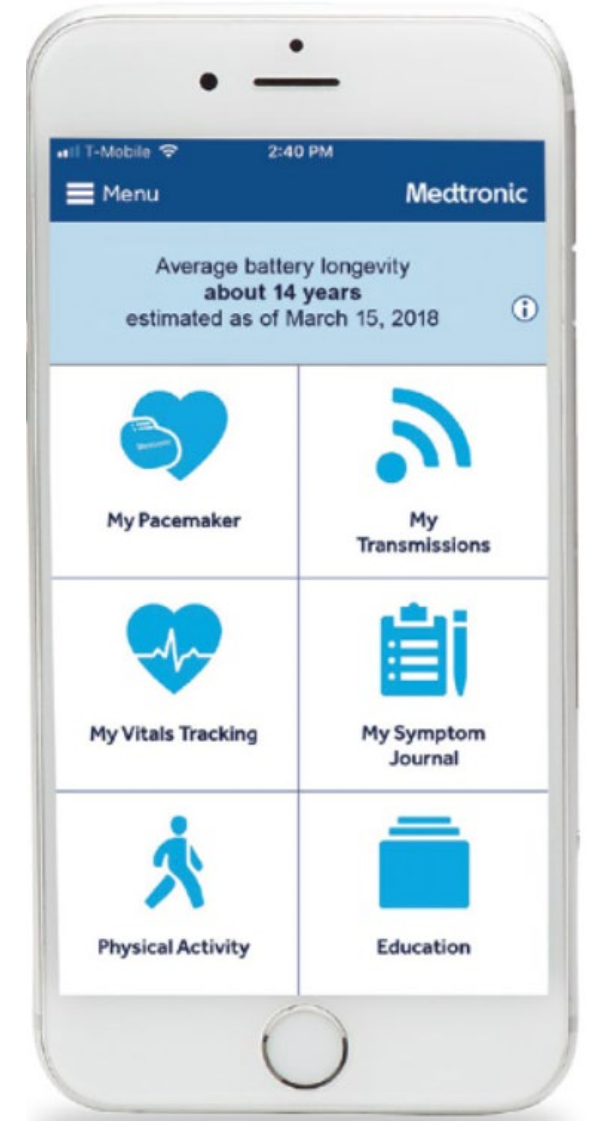 T-Mobile 2:40 PM
Menu Medtronic
Average battery longevity
about 14 years
estimated as of March 15, 2018
My Pacemaker
My
Transmissions
My Vitals Tracking
My Symptom
Journal
Physical Activity
Education